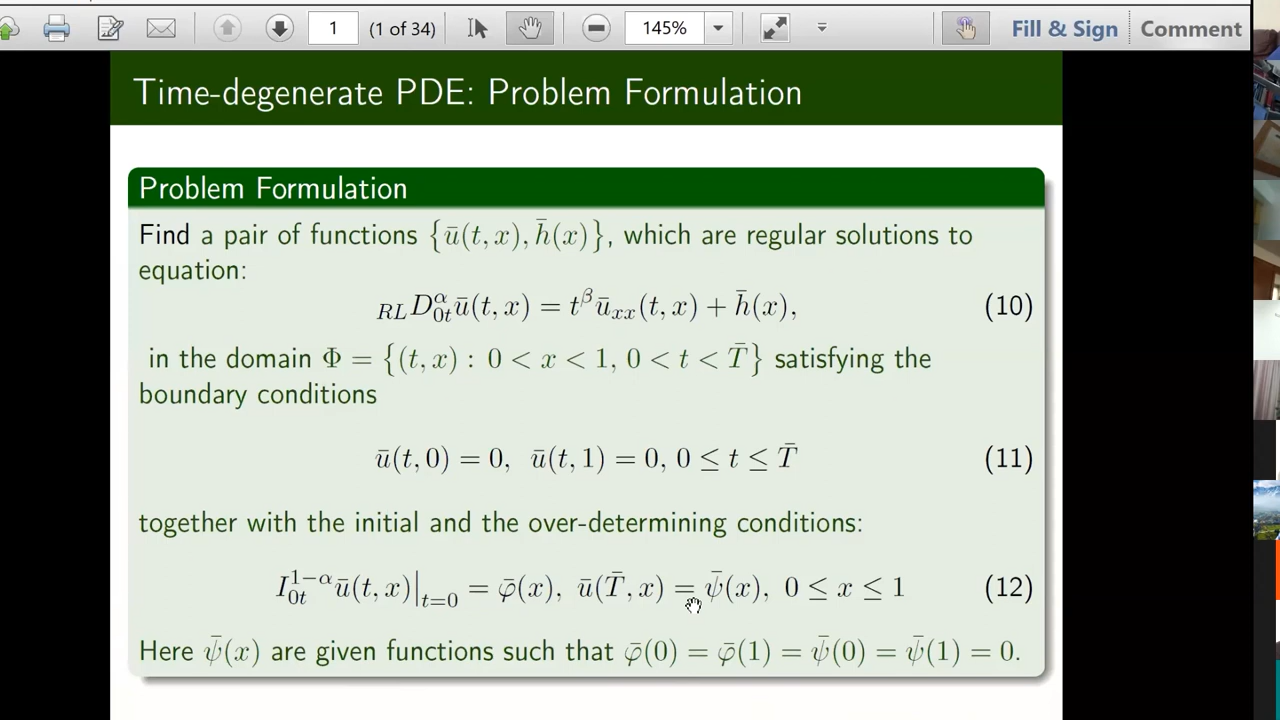 1 (1 of 34) 145% Fill & Sign Comment
Time-degenerate PDE: Problem Formulation
Problem Formulation
Find a pair of functions {ū(t, x), h̄(x)}, which are regular solutions to
equation:
_{RL}D^α_{0t}ū(t, x) = t^β ū_{xx}(t, x) + h̄(x), (10)
in the domain Φ = {(t, x) : 0 < x < 1, 0 < t < T̄} satisfying the
boundary conditions
ū(t, 0) = 0, ū(t, 1) = 0, 0 ≤ t ≤ T̄ (11)
together with the initial and the over-determining conditions:
I^{1−α}_{0t}ū(t, x)|_{t=0} = φ̄(x), ū(T̄, x) = ψ̄(x), 0 ≤ x ≤ 1 (12)
Here ψ̄(x) are given functions such that φ̄(0) = φ̄(1) = ψ̄(0) = ψ̄(1) = 0.